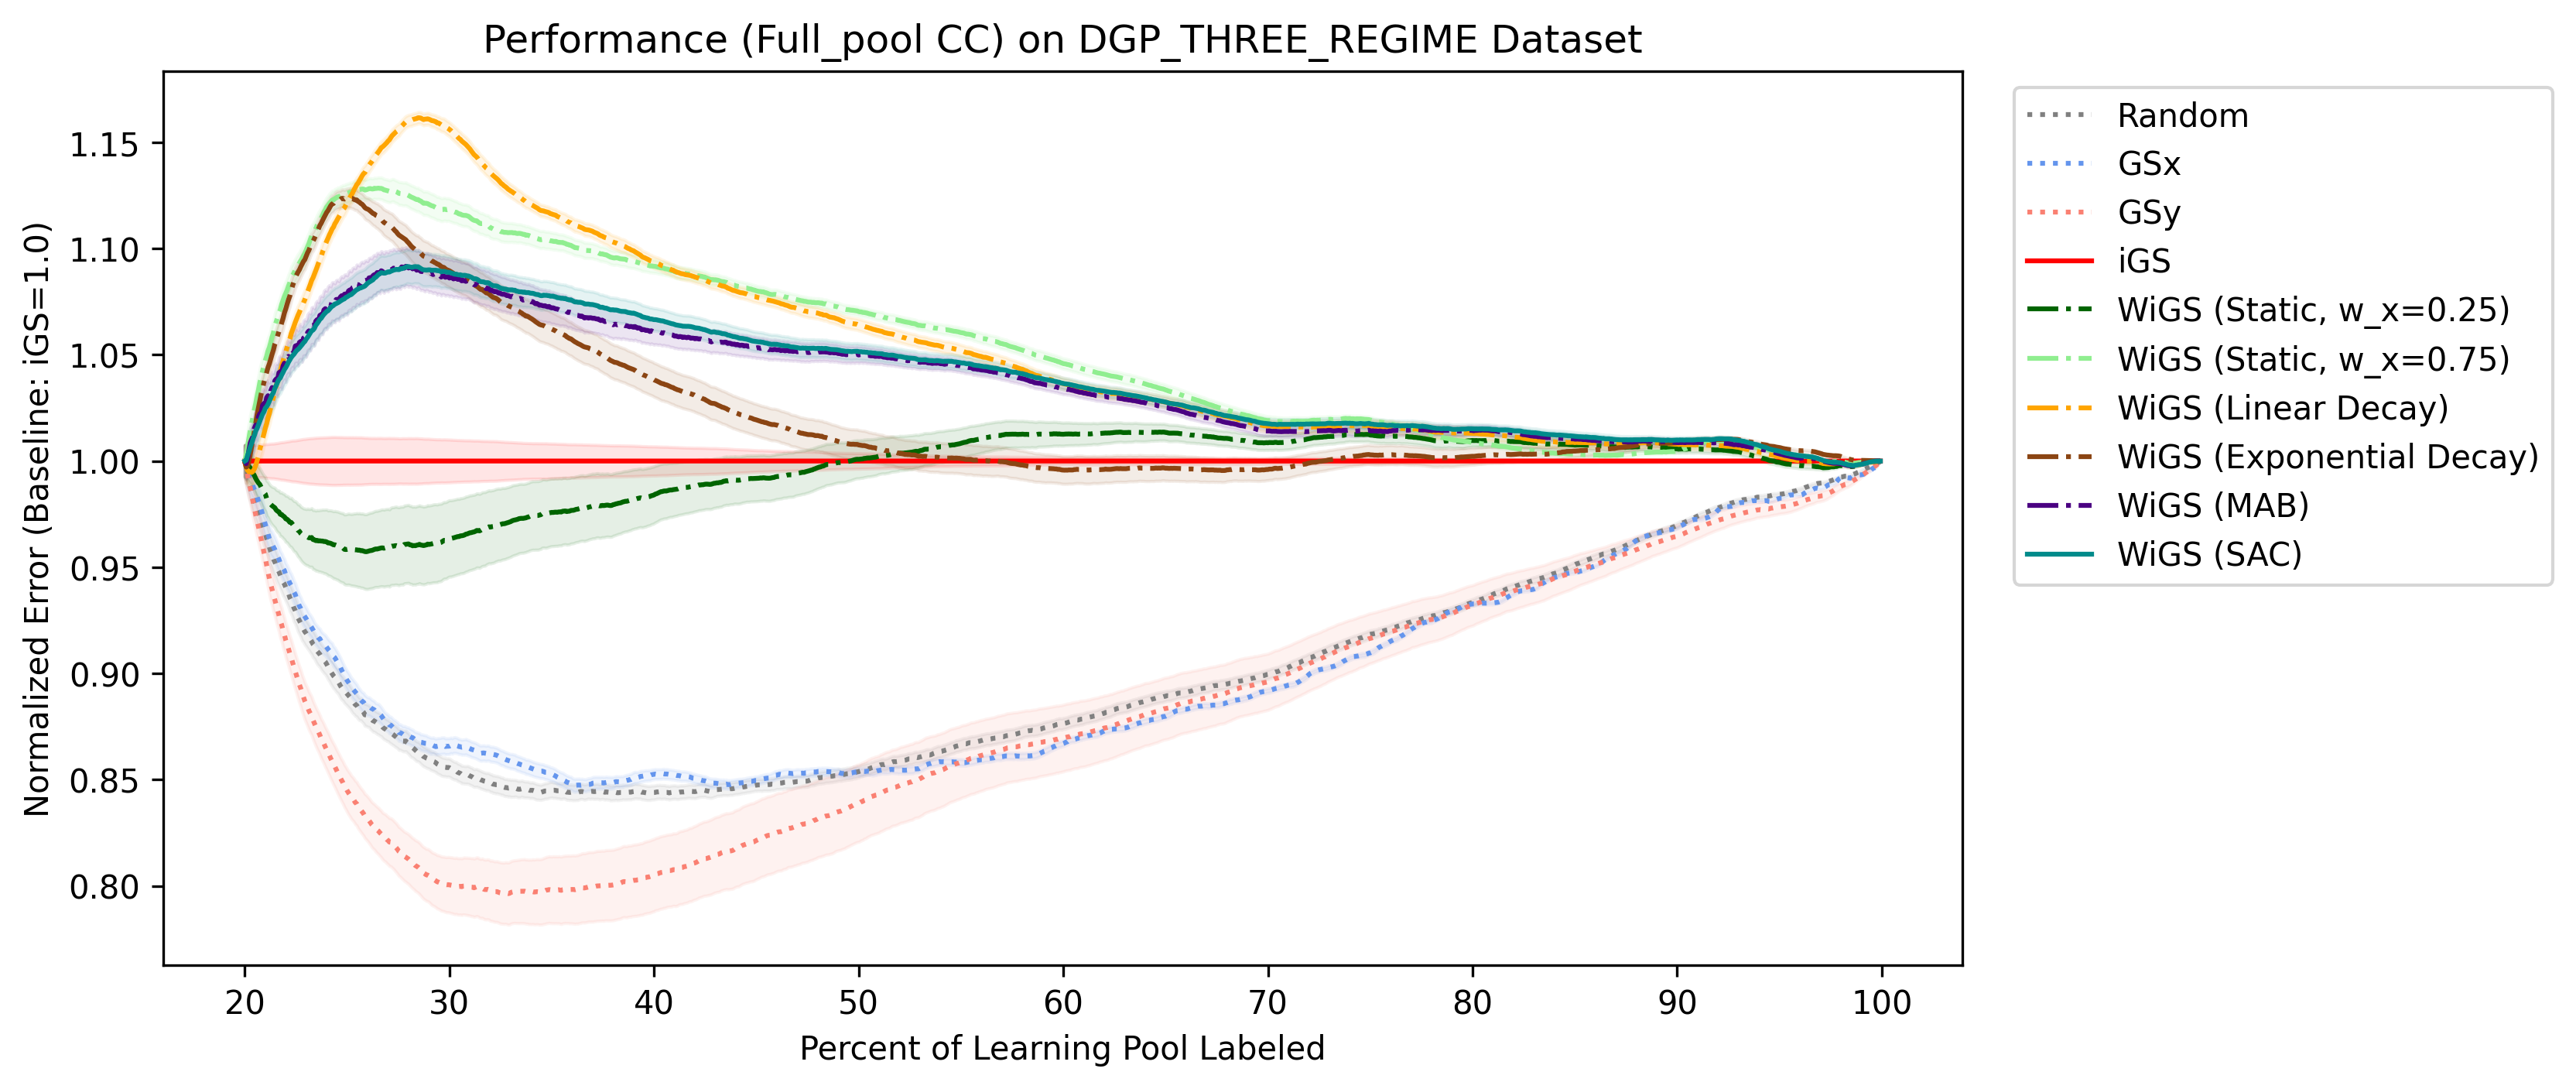 Performance (Full_pool CC) on DGP_THREE_REGIME Dataset
Normalized Error (Baseline: iGS=1.0)
1.15
1.10
1.05
1.00
0.95
0.90
0.85
0.80
20 30 40 50 60 70 80 90 100
Percent of Learning Pool Labeled
Random
GSx
GSy
iGS
WiGS (Static, w_x=0.25)
WiGS (Static, w_x=0.75)
WiGS (Linear Decay)
WiGS (Exponential Decay)
WiGS (MAB)
WiGS (SAC)